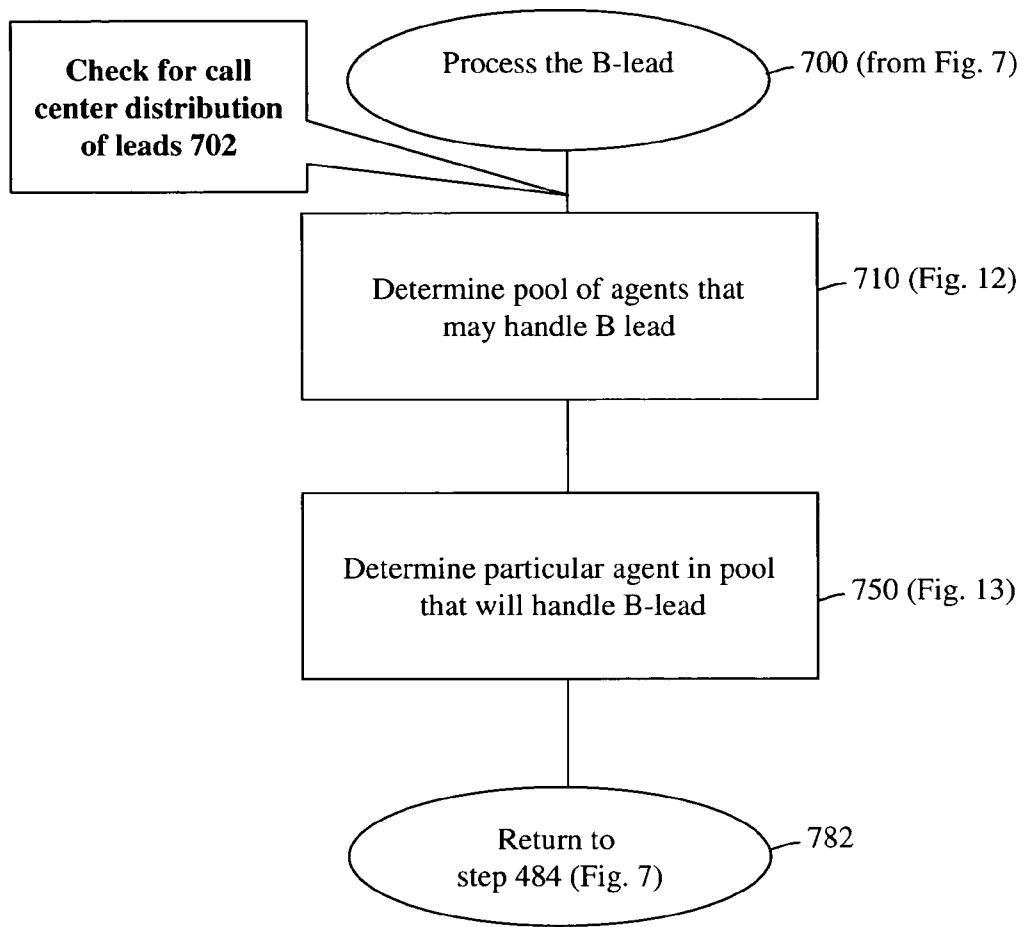 Check for call
center distribution
of leads 702
Process the B-lead
700 (from Fig. 7)
Determine pool of agents that
may handle B lead
710 (Fig. 12)
Determine particular agent in pool
that will handle B-lead
750 (Fig. 13)
Return to
step 484 (Fig. 7)
782